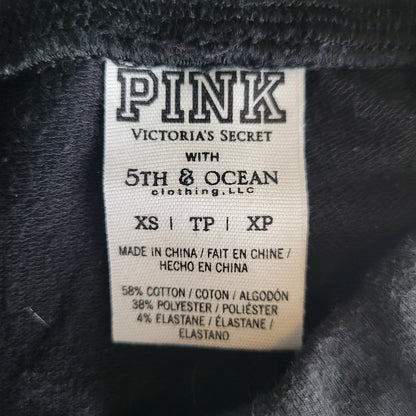 PINK
VICTORIA'S SECRET
WITH
5TH & OCEAN
clothing, LLC
XS | TP | XP
MADE IN CHINA / FAIT EN CHINE /
HECHO EN CHINA
58% COTTON / COTON / ALGODÓN
38% POLYESTER / POLIÉSTER
4% ELASTANE / ÉLASTANE /
ELASTANO